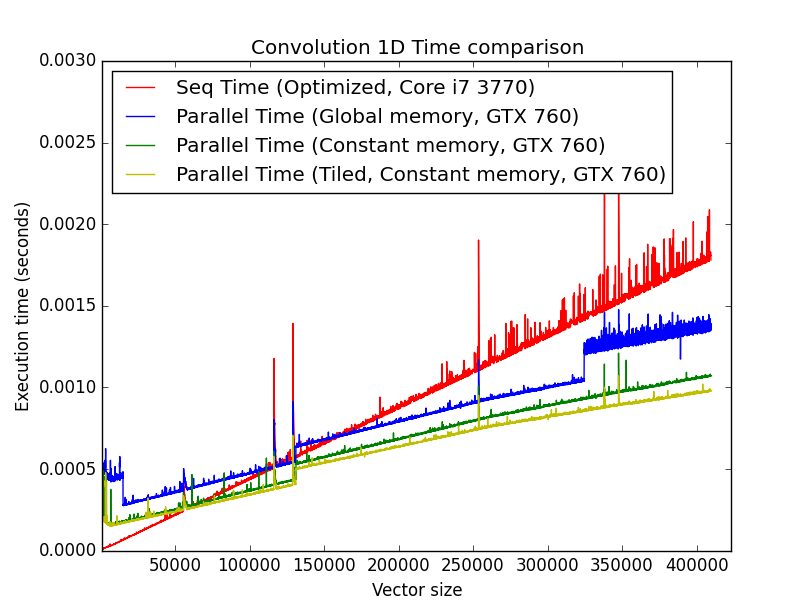 Convolution 1D Time comparison
Seq Time (Optimized, Core i7 3770)
Parallel Time (Global memory, GTX 760)
Parallel Time (Constant memory, GTX 760)
Parallel Time (Tiled, Constant memory, GTX 760)
Execution time (seconds)
0.0030
0.0025
0.0020
0.0015
0.0010
0.0005
0.0000
50000 100000 150000 200000 250000 300000 350000 400000
Vector size